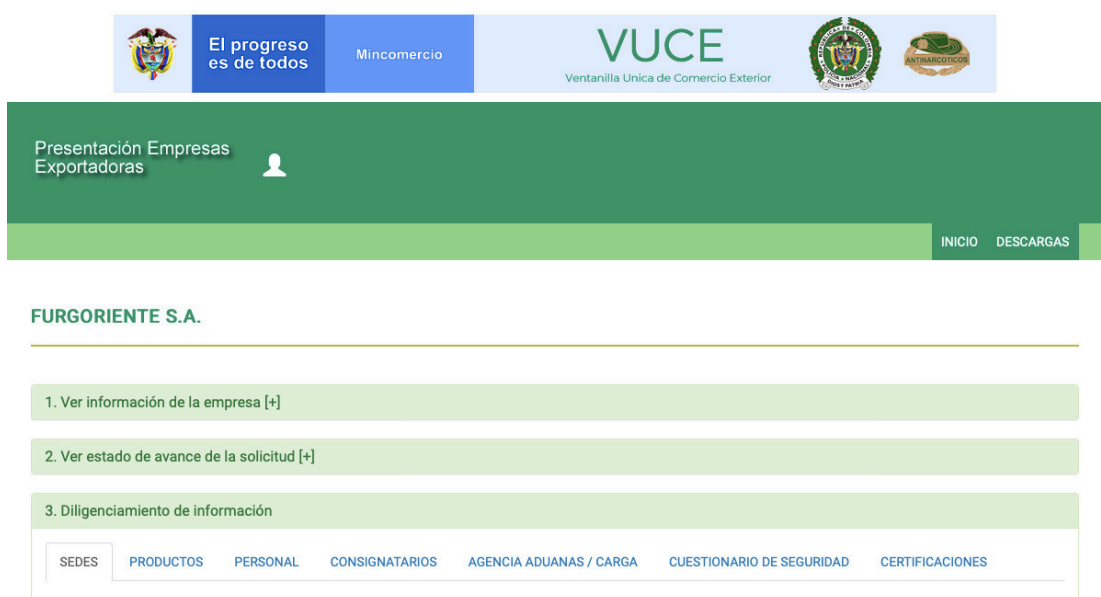 El progreso
es de todos
Mincomercio
VUCE
Ventanilla Unica de Comercio Exterior
ANTINARCOTICOS
Presentación Empresas
Exportadoras
INICIO DESCARGAS
FURGORIENTE S.A.
1. Ver información de la empresa [+]
2. Ver estado de avance de la solicitud [+]
3. Diligenciamiento de información
SEDES PRODUCTOS PERSONAL CONSIGNATARIOS AGENCIA ADUANAS / CARGA CUESTIONARIO DE SEGURIDAD CERTIFICACIONES